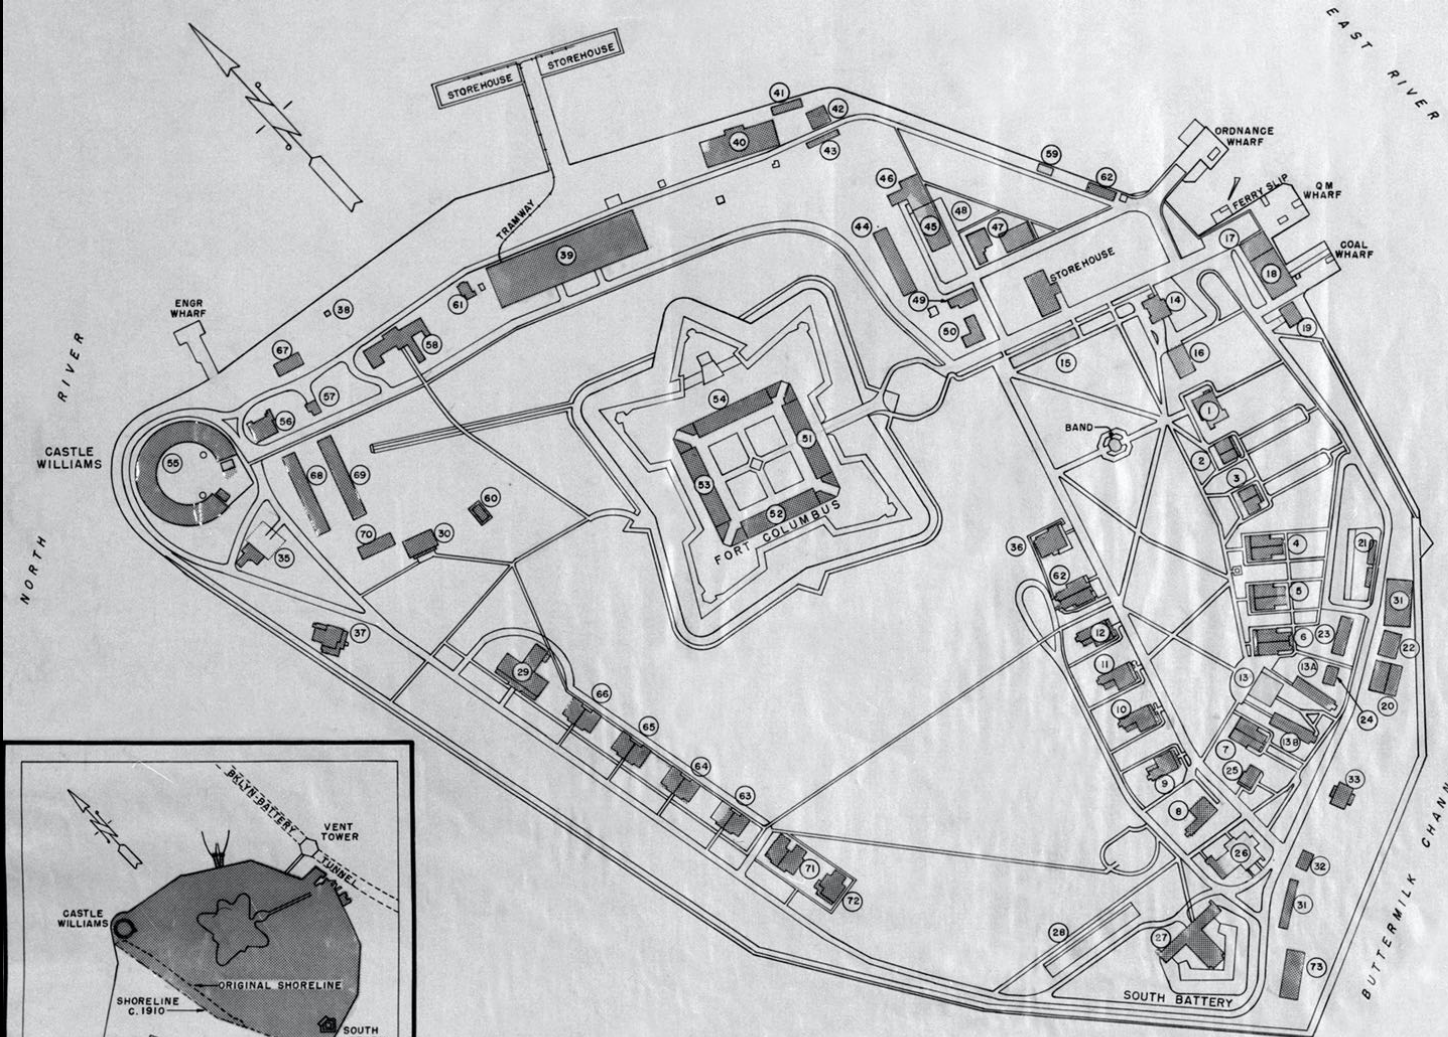 EAST RIVER
STOREHOUSE
STOREHOUSE
41
42
40
43
ORDNANCE
WHARF
59
62
46
FERRY SLIP
QM
WHARF
TRAMWAY
48
45
47
44
17
COAL
WHARF
39
STOREHOUSE
18
61
49
14
ENGR
WHARF
38
19
50
58
67
15
16
54
57
1
56
51
BAND
CASTLE
WILLIAMS
55
2
68
69
53
3
60
52
FORT COLUMBUS
NORTH RIVER
70
30
36
4
21
35
62
5
31
37
12
6
23
22
29
11
13A
13
20
66
10
24
65
7
13B
64
9
25
33
63
8
71
26
32
72
31
28
27
73
SOUTH BATTERY
BUTTERMILK CHANN
BKLYN-BATTERY
TUNNEL
VENT
TOWER
CASTLE
WILLIAMS
ORIGINAL SHORELINE
SHORELINE
C. 1910
SOUTH